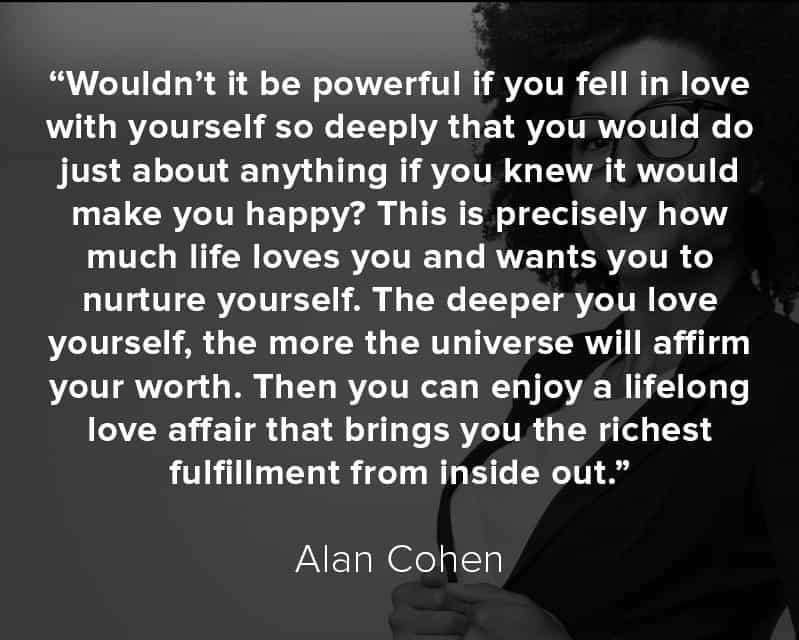 “Wouldn’t it be powerful if you fell in love
with yourself so deeply that you would do
just about anything if you knew it would
make you happy? This is precisely how
much life loves you and wants you to
nurture yourself. The deeper you love
yourself, the more the universe will affirm
your worth. Then you can enjoy a lifelong
love affair that brings you the richest
fulfillment from inside out.”
Alan Cohen